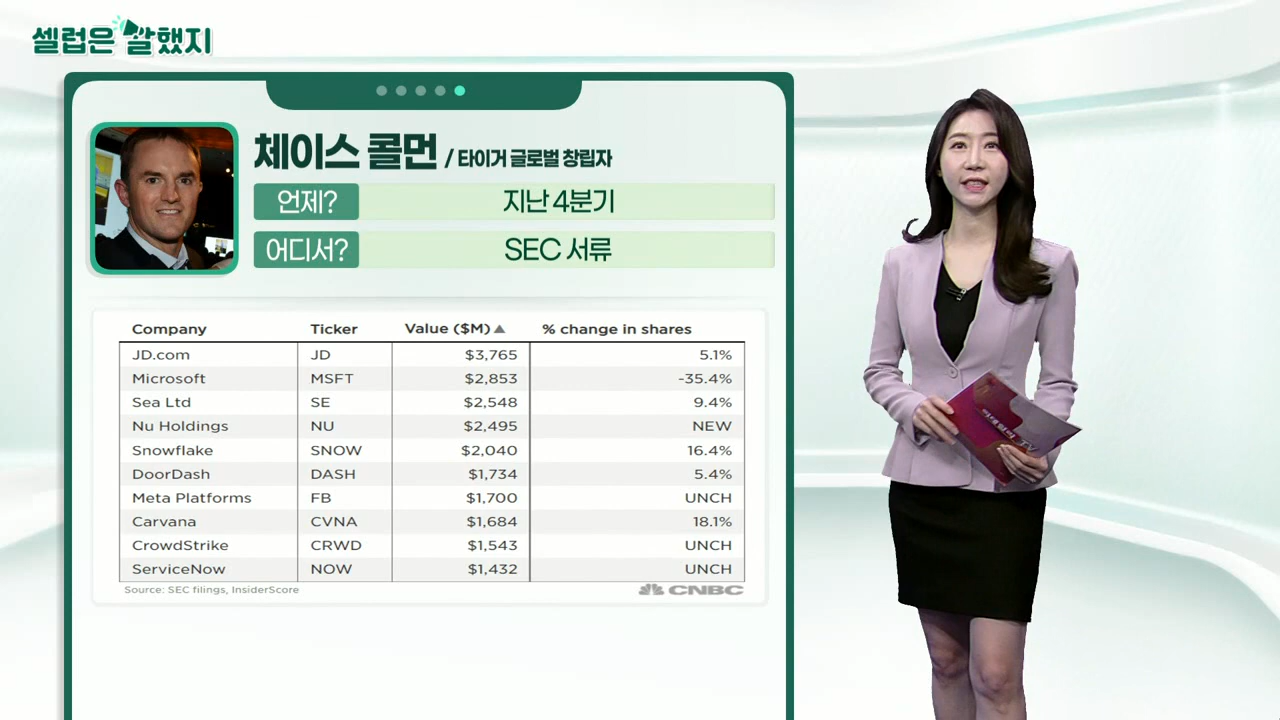 셀럽은 말했지
체이스 콜먼 / 타이거 글로벌 창립자
언제? 지난 4분기
어디서? SEC 서류
Company Ticker Value ($M)▲ % change in shares
JD.com JD $3,765 5.1%
Microsoft MSFT $2,853 -35.4%
Sea Ltd SE $2,548 9.4%
Nu Holdings NU $2,495 NEW
Snowflake SNOW $2,040 16.4%
DoorDash DASH $1,734 5.4%
Meta Platforms FB $1,700 UNCH
Carvana CVNA $1,684 18.1%
CrowdStrike CRWD $1,543 UNCH
ServiceNow NOW $1,432 UNCH
Source: SEC filings, InsiderScore
CNBC